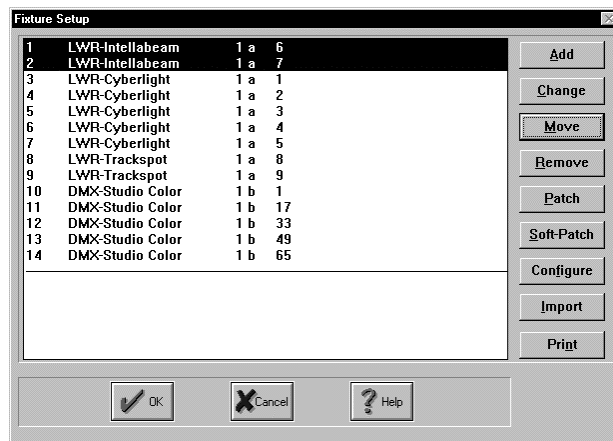 Fixture Setup
1 LWR-Intellabeam 1 a 6
2 LWR-Intellabeam 1 a 7
3 LWR-Cyberlight 1 a 1
4 LWR-Cyberlight 1 a 2
5 LWR-Cyberlight 1 a 3
6 LWR-Cyberlight 1 a 4
7 LWR-Cyberlight 1 a 5
8 LWR-Trackspot 1 a 8
9 LWR-Trackspot 1 a 9
10 DMX-Studio Color 1 b 1
11 DMX-Studio Color 1 b 17
12 DMX-Studio Color 1 b 33
13 DMX-Studio Color 1 b 49
14 DMX-Studio Color 1 b 65
Add
Change
Move
Remove
Patch
Soft-Patch
Configure
Import
Print
OK
Cancel
Help